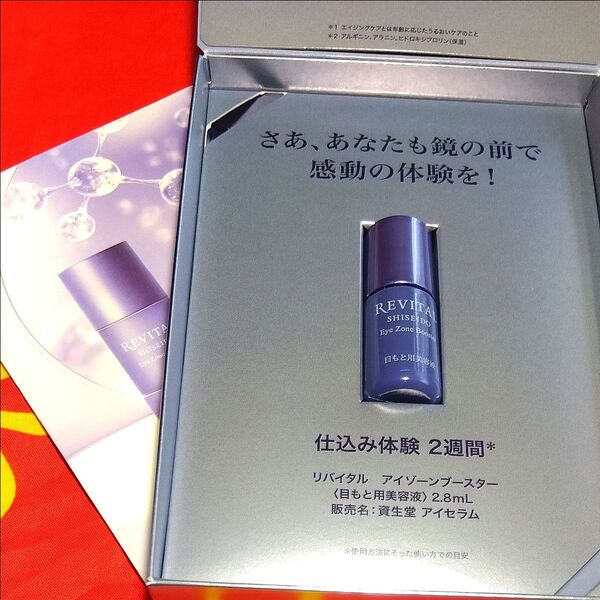 *1 エイジングケアとは年齢に応じたうるおいケアのこと
*2 アルギニン、アラニン、ヒドロキシプロリン(保湿)
さあ、あなたも鏡の前で
感動の体験を!
REVITAL
SHISEIDO
Eye Zone Booster
目もと用美容液
REVITAL
SHISEIDO
Eye Zone
仕込み体験 2週間*
リバイタル アイゾーンブースター
〈目もと用美容液〉2.8mL
販売名:資生堂 アイセラム
*使用方法にそった使い方での目安